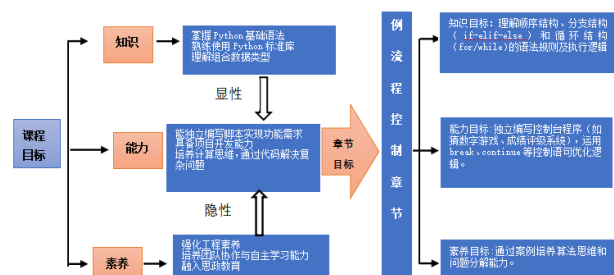 课程
目标
知识
掌握Python基础语法
熟练使用Python标准库
理解组合数据类型
显性
能力
能独立编写脚本实现功能需求
具备项目开发能力
培养计算思维,通过代码解决复
杂问题
隐性
素养
强化工程素养
培养团队协作与自主学习能力
融入思政教育
章节
目标
例流程控制章节
知识目标:理解顺序结构、分支结构
(if-elif-else)和循环结构
(for/while)的语法规则及执行逻辑
能力目标:独立编写控制台程序(如
猜数字游戏、成绩评级系统),运用
break、continue等控制语句优化逻
辑。
素养目标:通过案例培养算法思维和
问题分解能力。